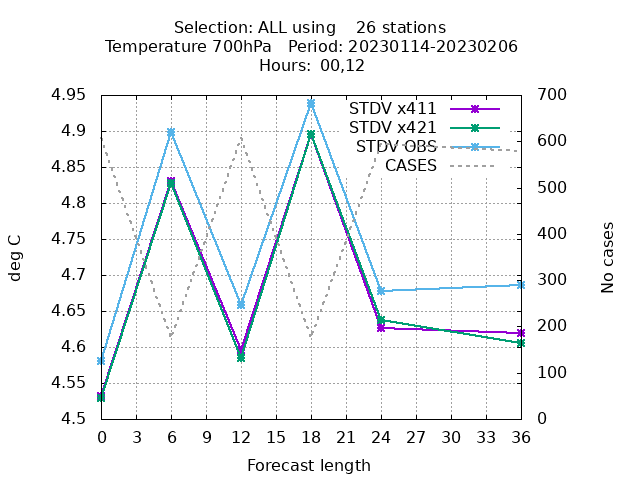 Selection: ALL using    26 stations
Temperature 700hPa   Period: 20230114-20230206
Hours: 00,12
STDV x411
STDV x421
STDV OBS
CASES
4.95
4.9
4.85
4.8
4.75
4.7
4.65
4.6
4.55
4.5
deg C
700
600
500
400
300
200
100
0
No cases
0 3 6 9 12 15 18 21 24 27 30 33 36
Forecast length